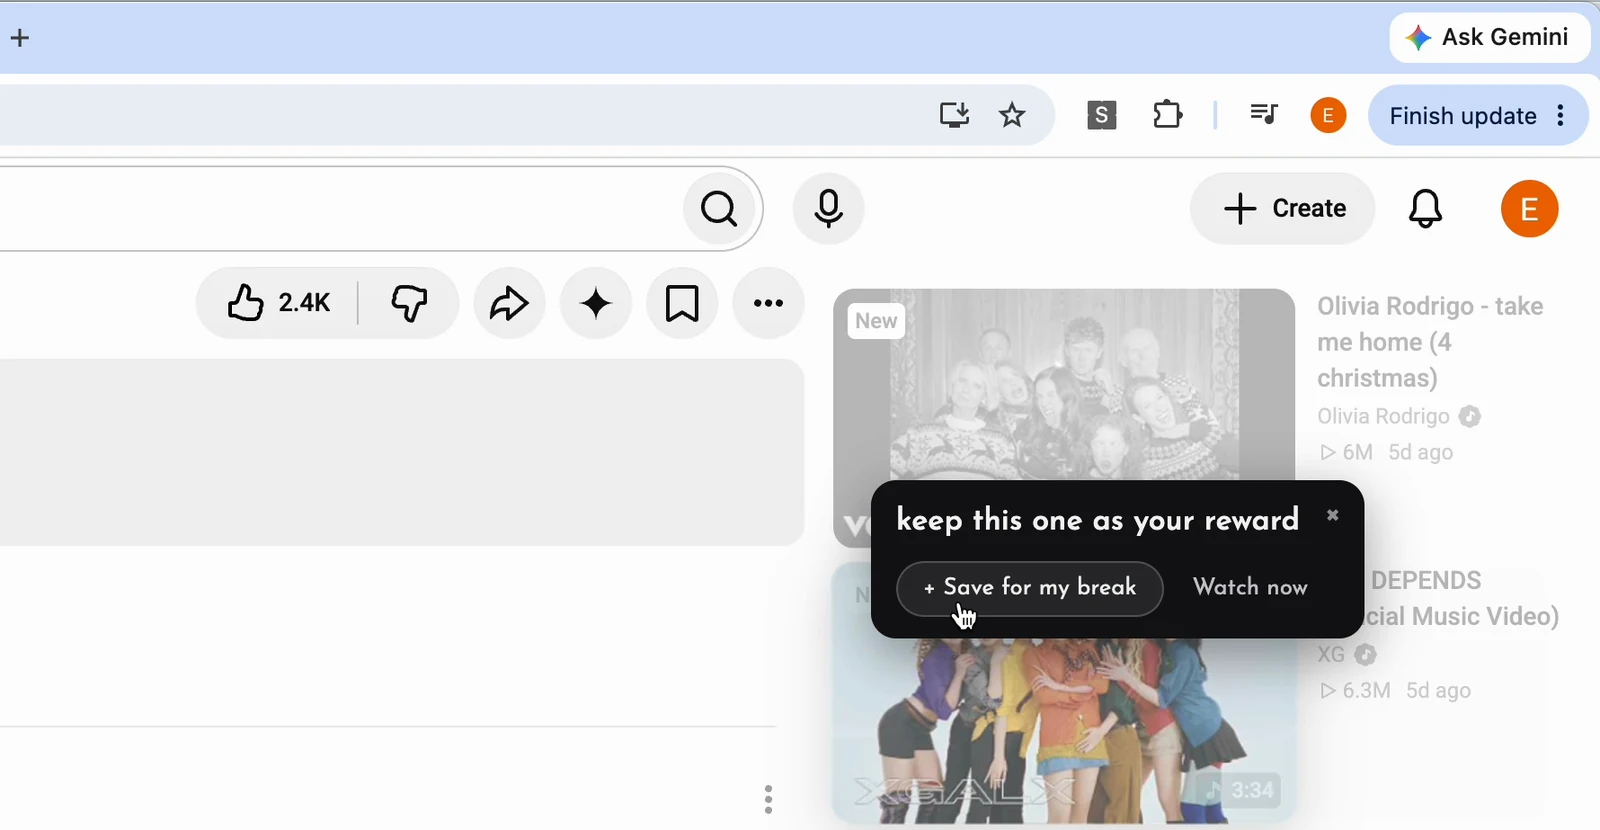 Ask Gemini
S
E
Finish update
Create
E
2.4K
New
Olivia Rodrigo - take
me home (4
christmas)
Olivia Rodrigo
6M 5d ago
keep this one as your reward
+ Save for my break
Watch now
DEPENDS
cial Music Video)
XG
6.3M 5d ago
XGALX
3:34